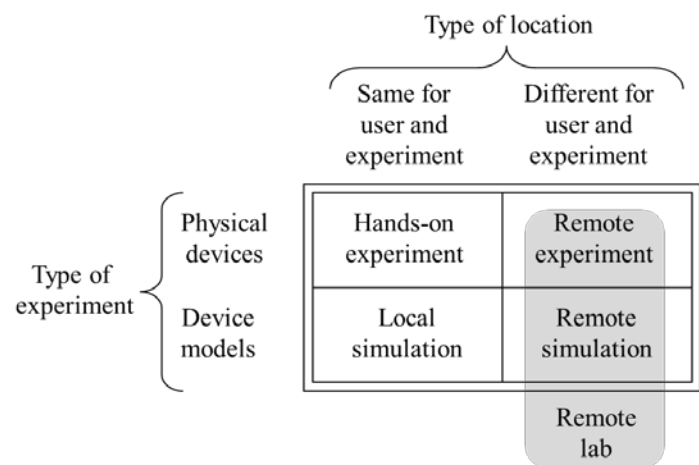 Type of location
Same for Different for
user and user and
experiment experiment
Physical Hands-on Remote
devices experiment experiment
Type of
experiment
Device Local Remote
models simulation simulation
Remote
lab